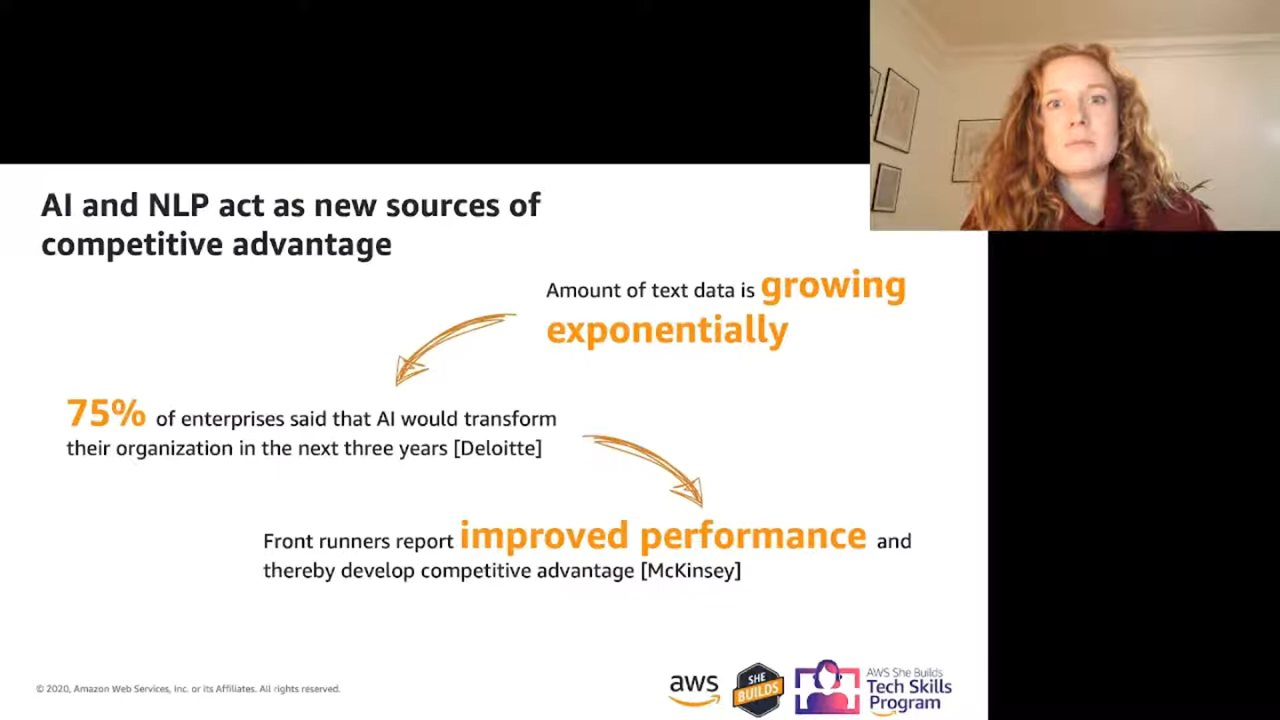 AI and NLP act as new sources of
competitive advantage
Amount of text data is growing
exponentially
75% of enterprises said that AI would transform
their organization in the next three years [Deloitte]
Front runners report improved performance and
thereby develop competitive advantage [McKinsey]
© 2020, Amazon Web Services, Inc. or its Affiliates. All rights reserved.
aws
SHE
BUILDS
AWS She Builds
Tech Skills
Program